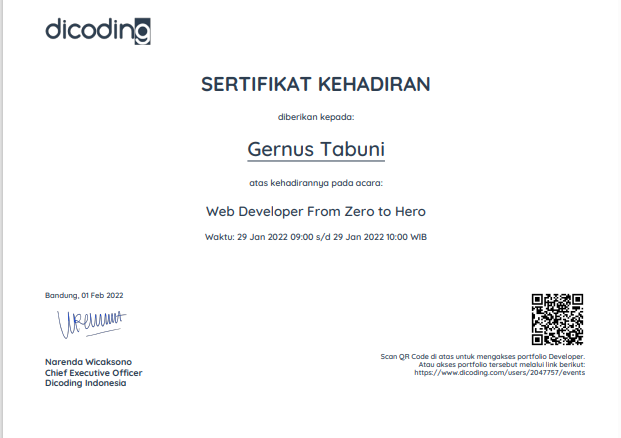 dicoding
SERTIFIKAT KEHADIRAN
diberikan kepada:
Gernus Tabuni
atas kehadirannya pada acara:
Web Developer From Zero to Hero
Waktu: 29 Jan 2022 09:00 s/d 29 Jan 2022 10:00 WIB
Bandung, 01 Feb 2022
Narenda Wicaksono
Chief Executive Officer
Dicoding Indonesia
Scan QR Code di atas untuk mengakses portfolio Developer.
Atau akses portfolio tersebut melalui link berikut:
https://www.dicoding.com/users/2047757/events